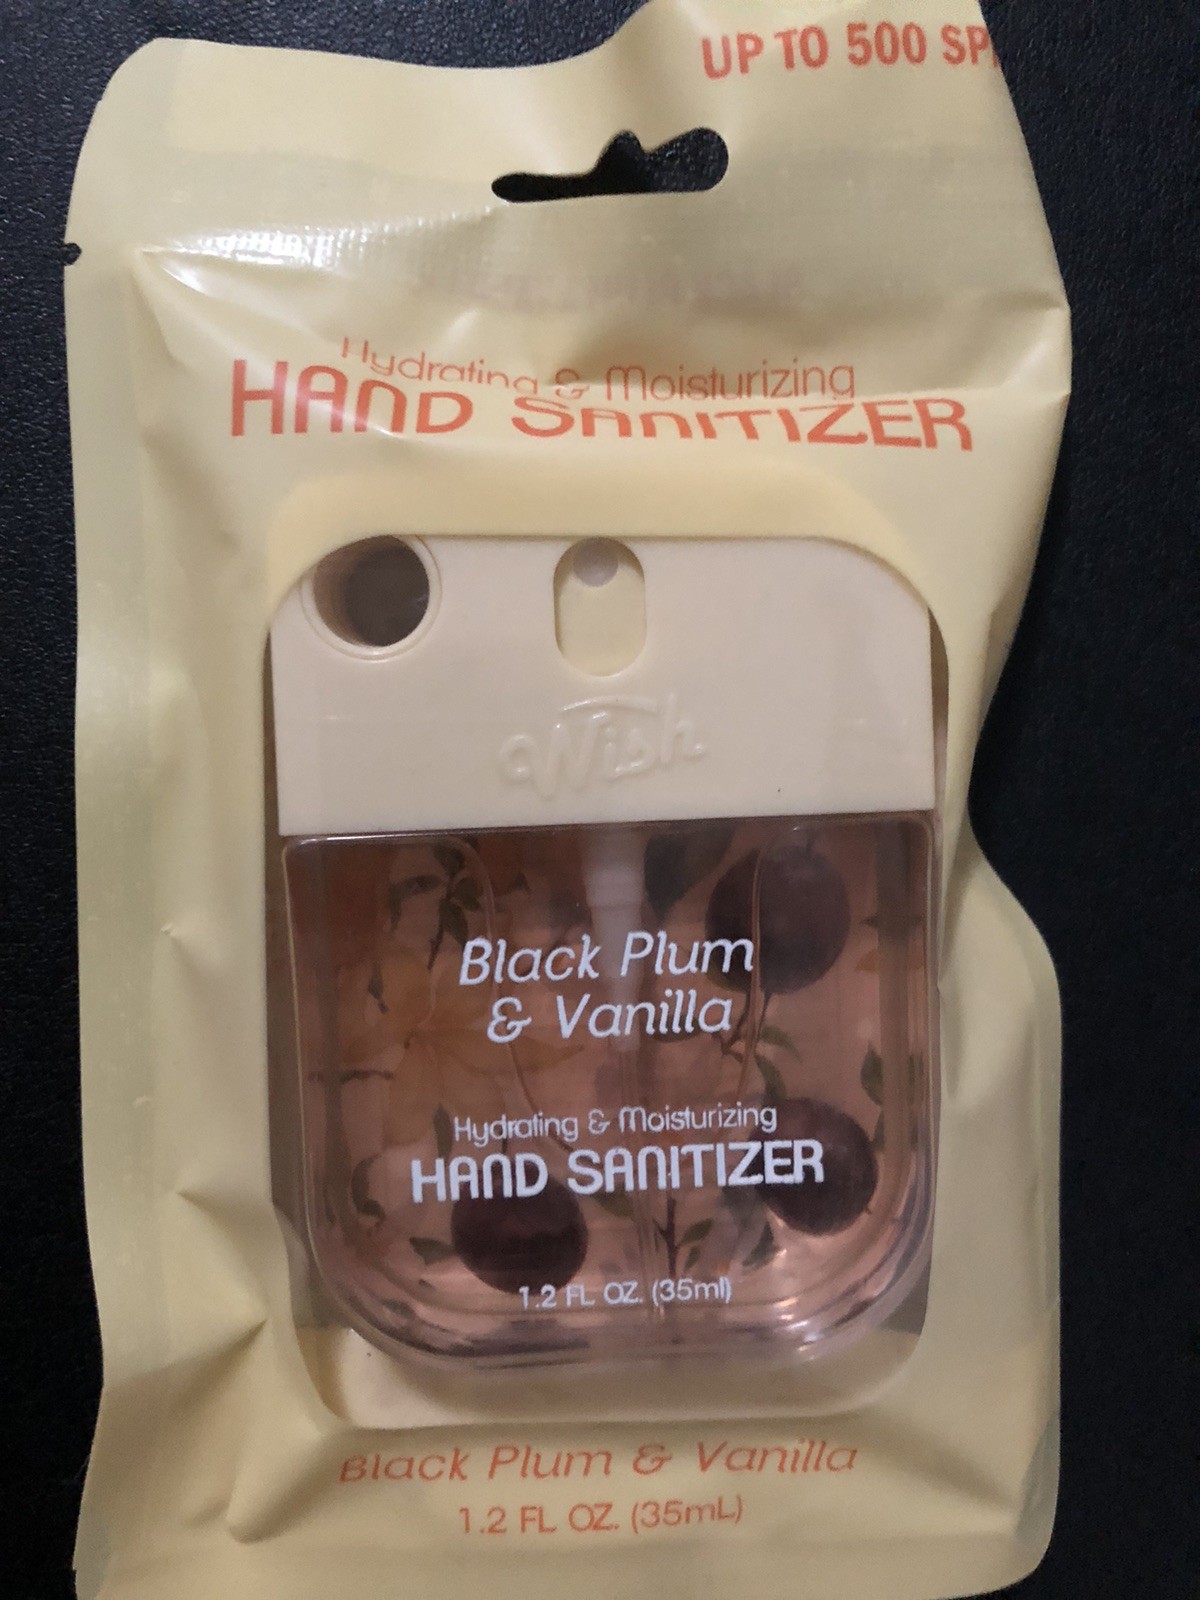 UP TO 500
Hydrating & Moisturizing
HAND SANITIZER
Wish
Black Plum
& Vanilla
Hydrating & Moisturizing
HAND SANITIZER
1.2 FL OZ. (35ml)
Black Plum & Vanilla
1.2 FL OZ. (35mL)